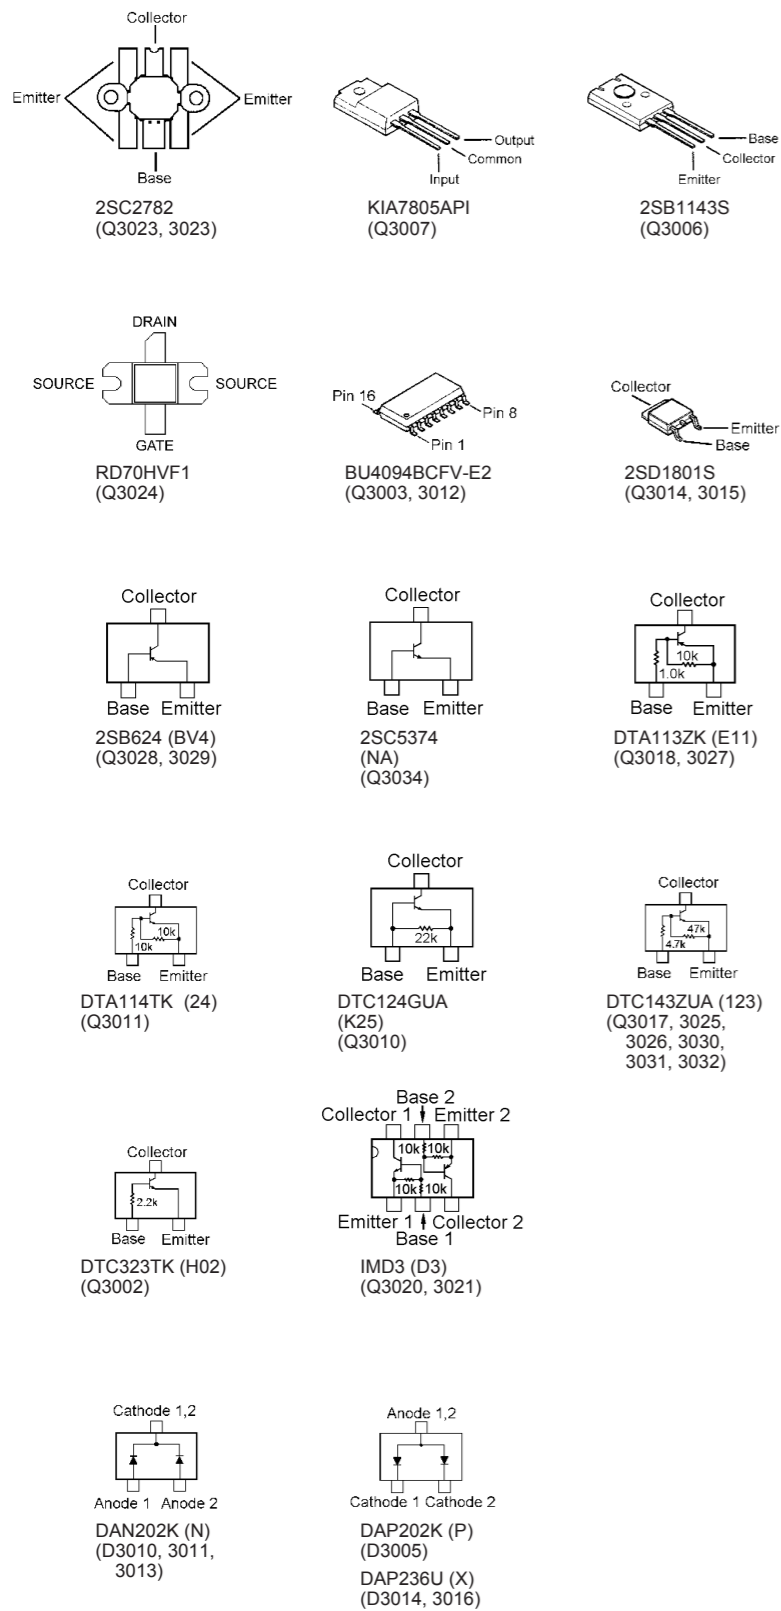 Collector
Emitter
Emitter
Base
2SC2782
(Q3023, 3023)
Output
Common
Input
KIA7805API
(Q3007)
Base
Collector
Emitter
2SB1143S
(Q3006)
DRAIN
SOURCE
SOURCE
GATE
RD70HVF1
(Q3024)
Pin 16
Pin 8
Pin 1
BU4094BCFV-E2
(Q3003, 3012)
Collector
Emitter
Base
2SD1801S
(Q3014, 3015)
Collector
Base Emitter
2SB624 (BV4)
(Q3028, 3029)
Collector
Base Emitter
2SC5374
(NA)
(Q3034)
Collector
10k
1.0k
Base Emitter
DTA113ZK (E11)
(Q3018, 3027)
Collector
10k
10k
Base Emitter
DTA114TK (24)
(Q3011)
Collector
22k
Base Emitter
DTC124GUA
(K25)
(Q3010)
Collector
47k
4.7k
Base Emitter
DTC143ZUA (123)
(Q3017, 3025,
3026, 3030,
3031, 3032)
Collector
2.2k
Base Emitter
DTC323TK (H02)
(Q3002)
Base 2
Collector 1 Emitter 2
10k 10k
10k 10k
Emitter 1 Collector 2
Base 1
IMD3 (D3)
(Q3020, 3021)
Cathode 1,2
Anode 1 Anode 2
DAN202K (N)
(D3010, 3011,
3013)
Anode 1,2
Cathode 1 Cathode 2
DAP202K (P)
(D3005)
DAP236U (X)
(D3014, 3016)